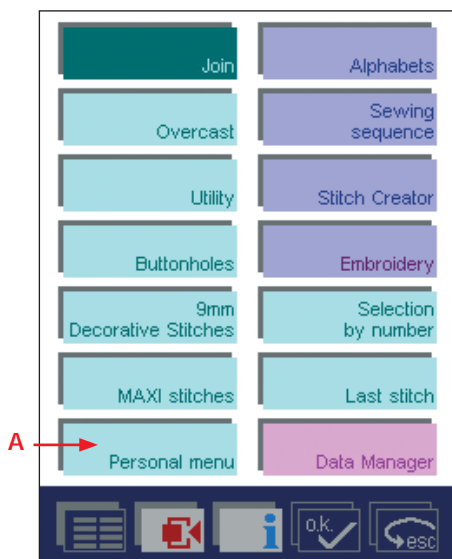 Join
Alphabets
Overcast
Sewing
sequence
Utility
Stitch Creator
Buttonholes
Embroidery
9mm
Decorative Stitches
Selection
by number
MAXI stitches
Last stitch
A
Personal menu
Data Manager
i
o.k.
esc